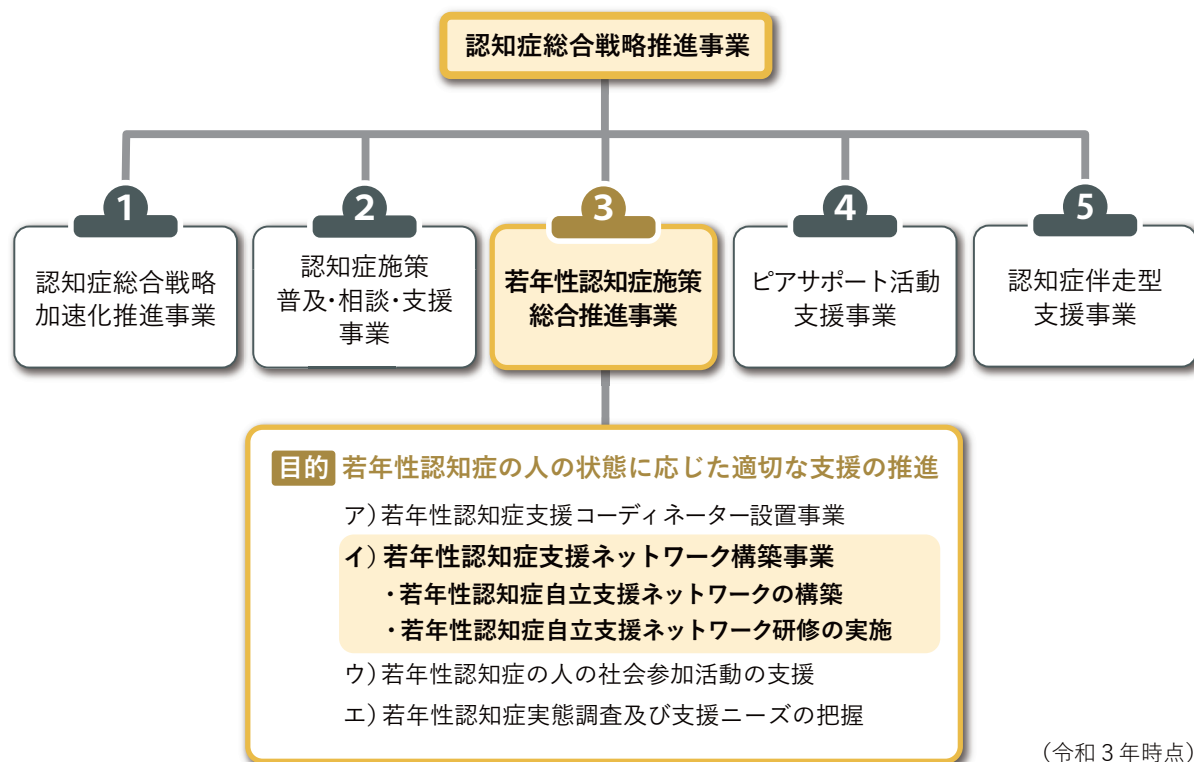 認知症総合戦略推進事業
1
認知症総合戦略
加速化推進事業
2
認知症施策
普及・相談・支援
事業
3
若年性認知症施策
総合推進事業
4
ピアサポート活動
支援事業
5
認知症伴走型
支援事業
目的 若年性認知症の人の状態に応じた適切な支援の推進
ア）若年性認知症支援コーディネーター設置事業
イ）若年性認知症支援ネットワーク構築事業
・若年性認知症自立支援ネットワークの構築
・若年性認知症自立支援ネットワーク研修の実施
ウ）若年性認知症の人の社会参加活動の支援
エ）若年性認知症実態調査及び支援ニーズの把握
（令和 3 年時点）